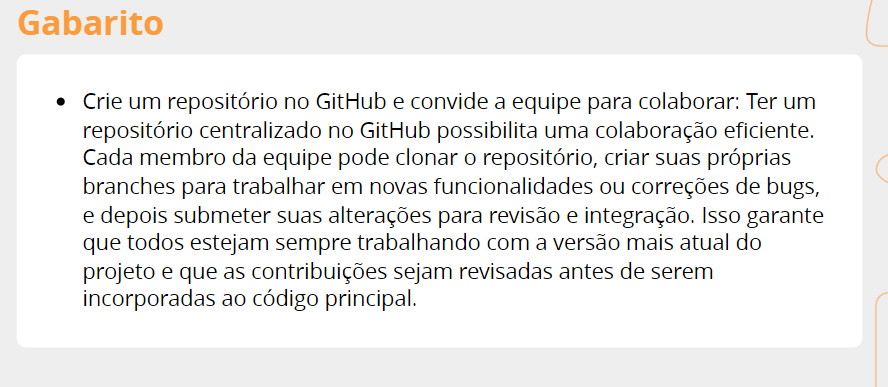 Gabarito
• Crie um repositório no GitHub e convide a equipe para colaborar: Ter um
repositório centralizado no GitHub possibilita uma colaboração eficiente.
Cada membro da equipe pode clonar o repositório, criar suas próprias
branches para trabalhar em novas funcionalidades ou correções de bugs,
e depois submeter suas alterações para revisão e integração. Isso garante
que todos estejam sempre trabalhando com a versão mais atual do
projeto e que as contribuições sejam revisadas antes de serem
incorporadas ao código principal.